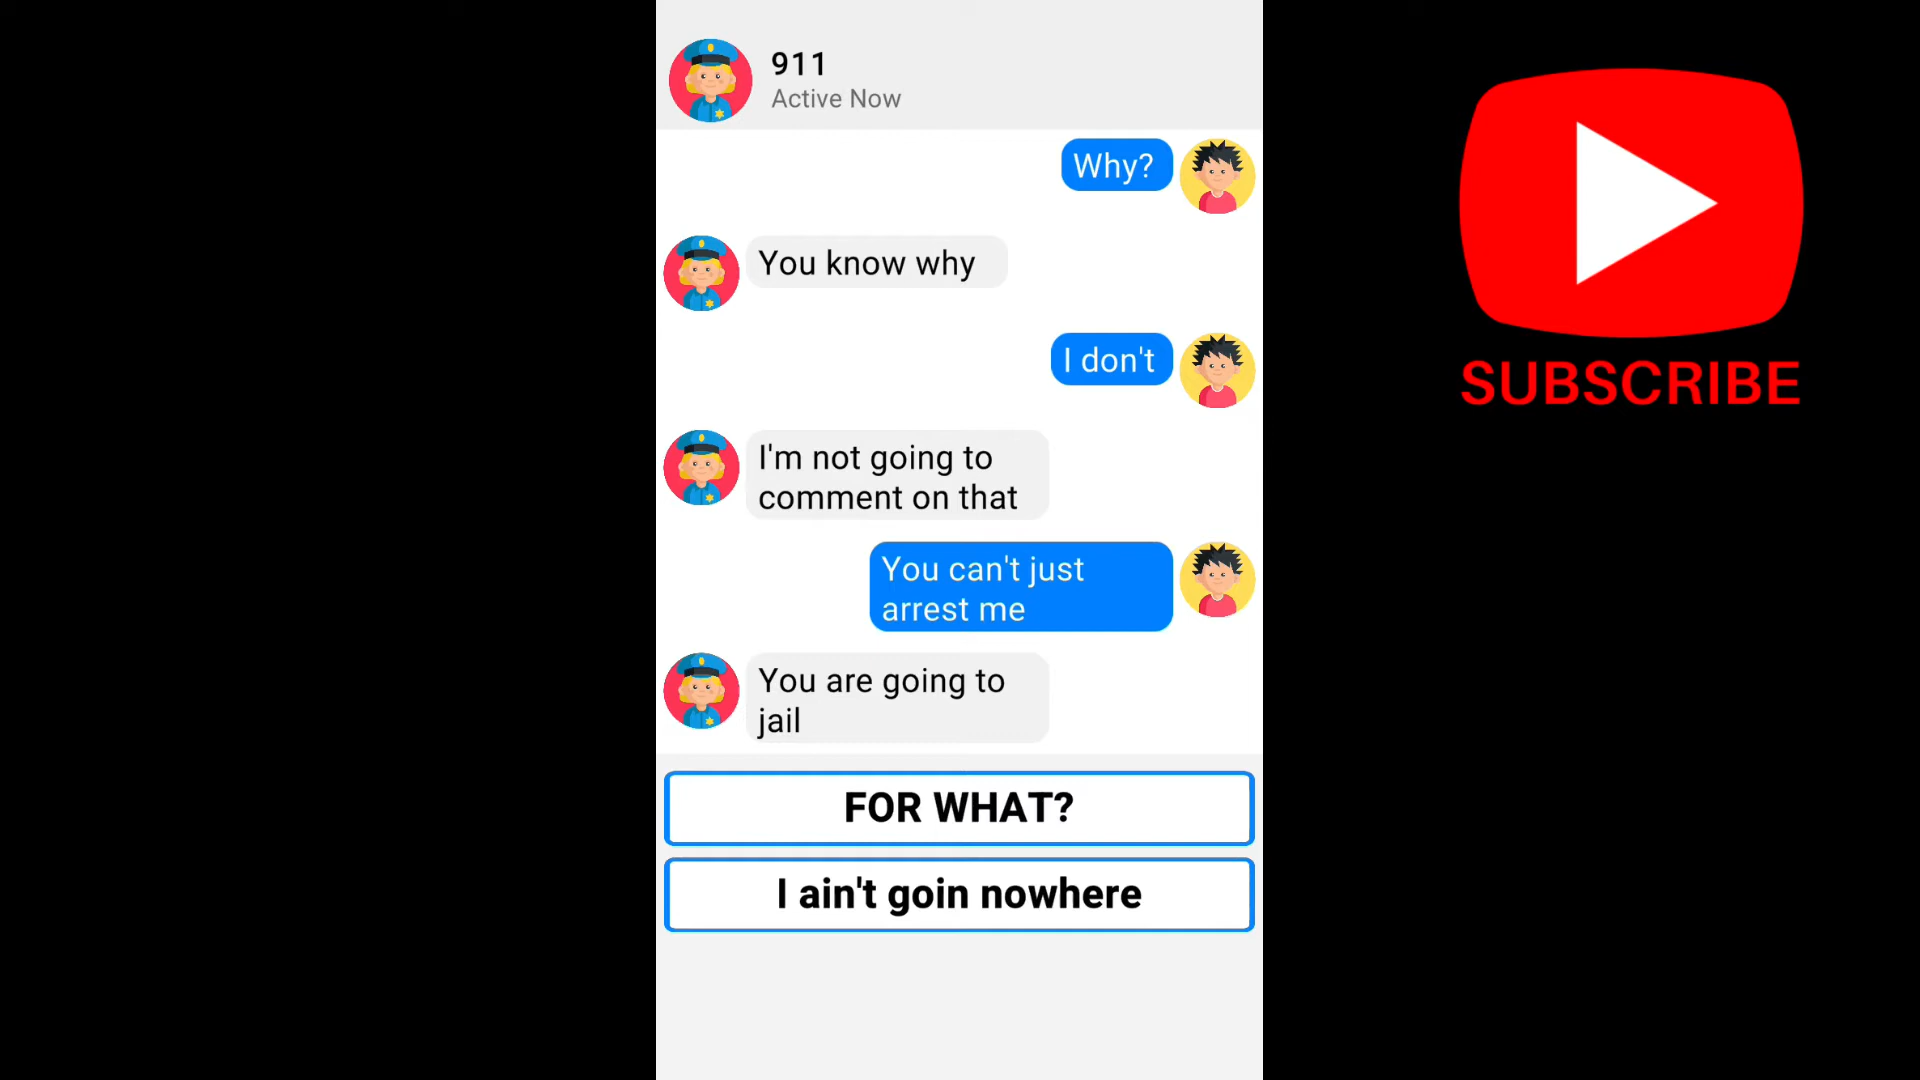 911
Active Now
Why?
You know why
I don't
I'm not going to
comment on that
You can't just
arrest me
You are going to
jail
FOR WHAT?
I ain't goin nowhere
SUBSCRIBE